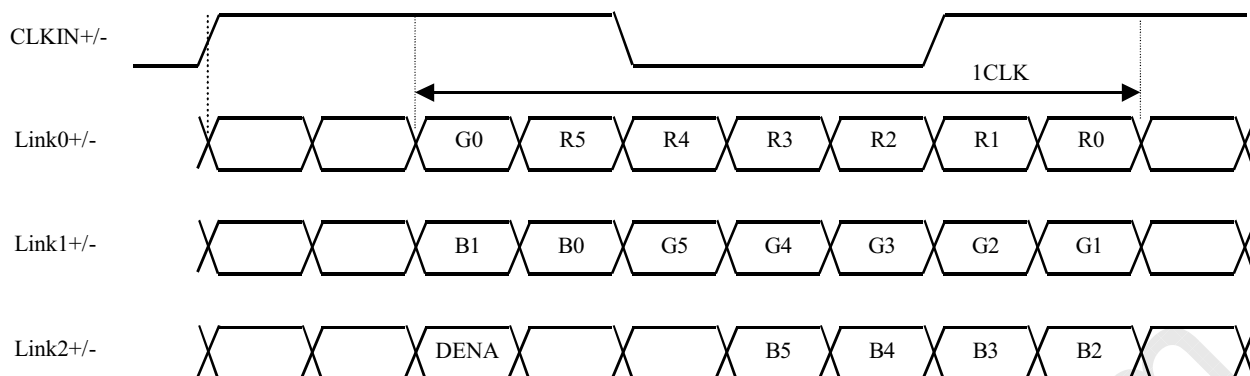 CLKIN+/-
1CLK
Link0+/- G0 R5 R4 R3 R2 R1 R0
Link1+/- B1 B0 G5 G4 G3 G2 G1
Link2+/- DENA B5 B4 B3 B2